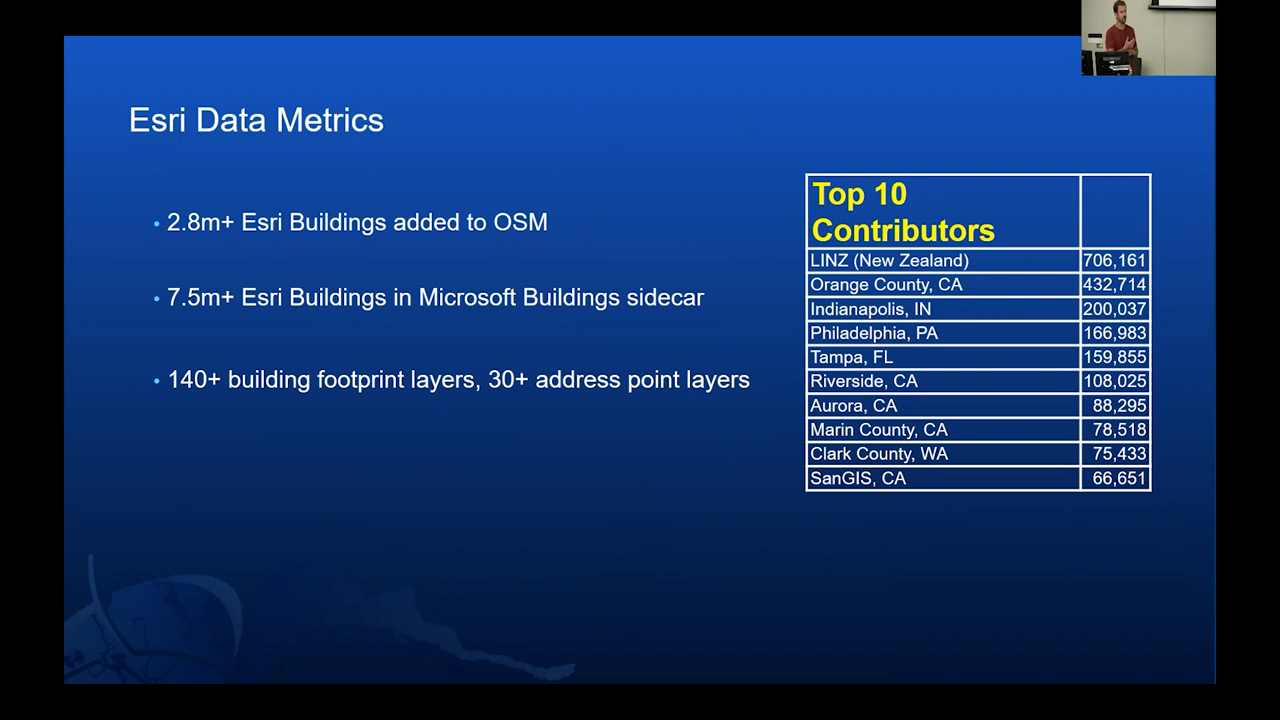 Esri Data Metrics
• 2.8m+ Esri Buildings added to OSM
• 7.5m+ Esri Buildings in Microsoft Buildings sidecar
• 140+ building footprint layers, 30+ address point layers
Top 10
Contributors
LINZ (New Zealand) 706,161
Orange County, CA 432,714
Indianapolis, IN 200,037
Philadelphia, PA 166,983
Tampa, FL 159,855
Riverside, CA 108,025
Aurora, CA 88,295
Marin County, CA 78,518
Clark County, WA 75,433
SanGIS, CA 66,651